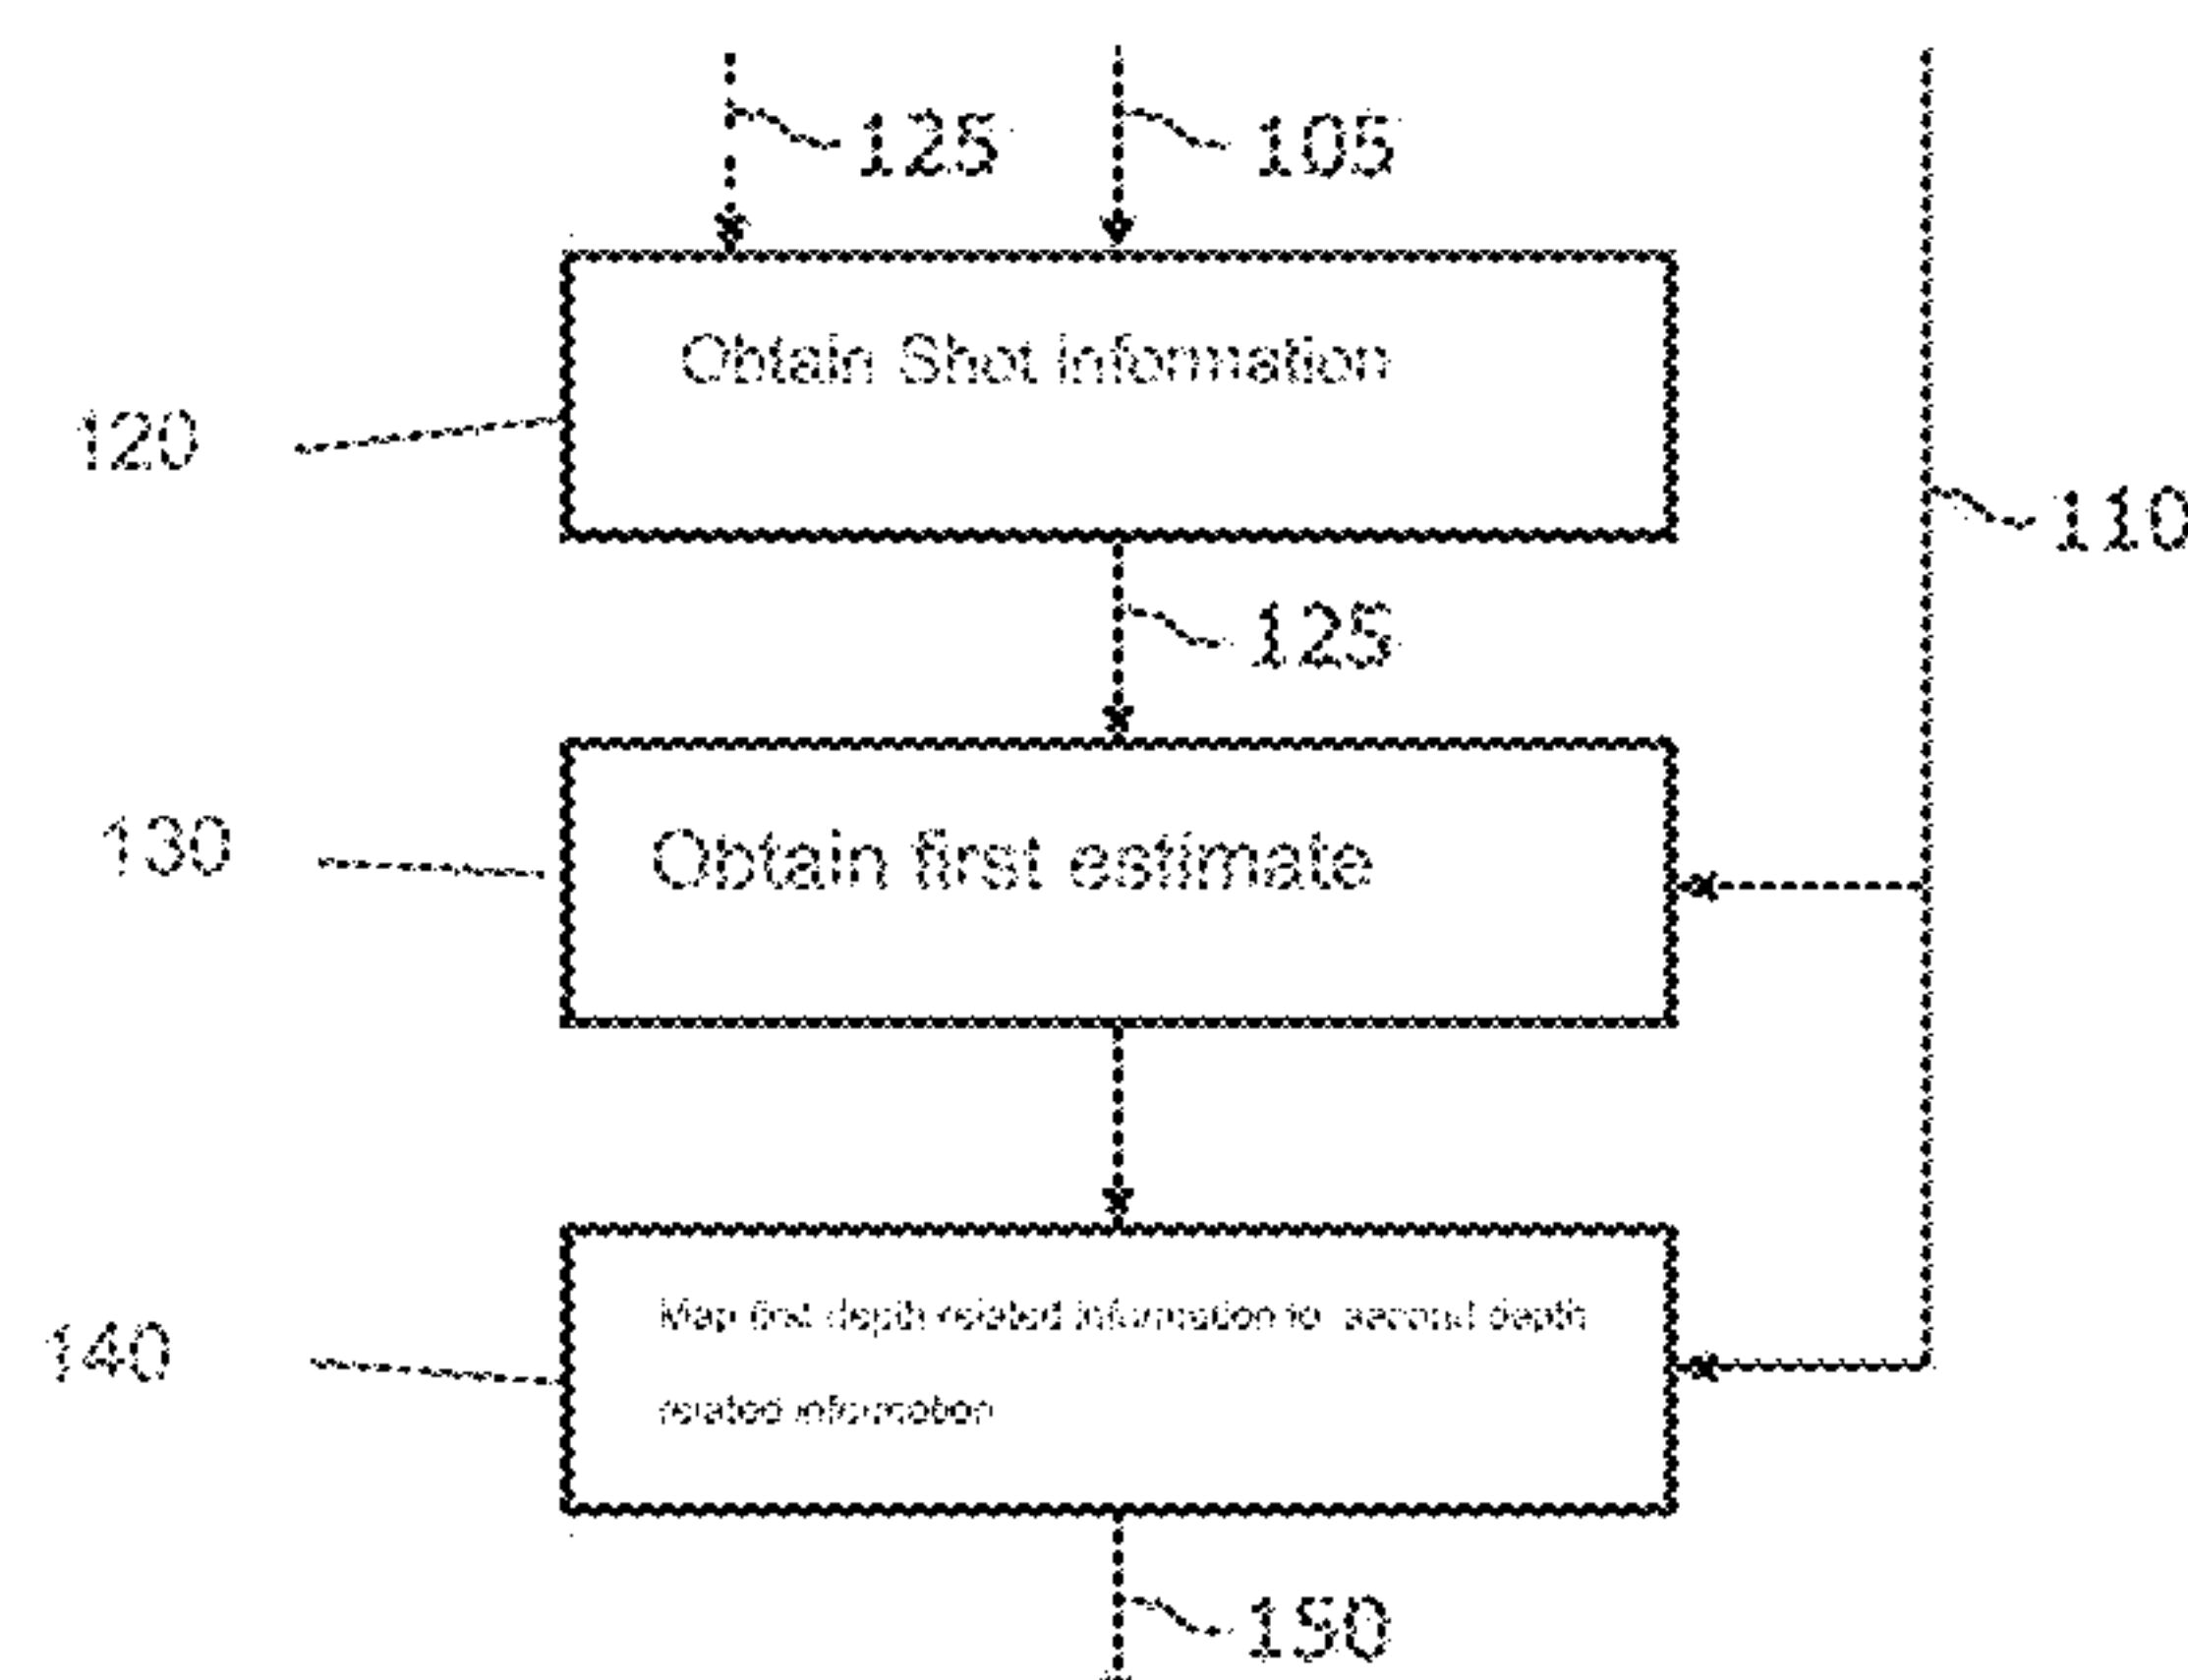 125
105
Obtain Shot information
120
110
125
130
Obtain first estimate
140
Map first depth related information to second depth
related information
150